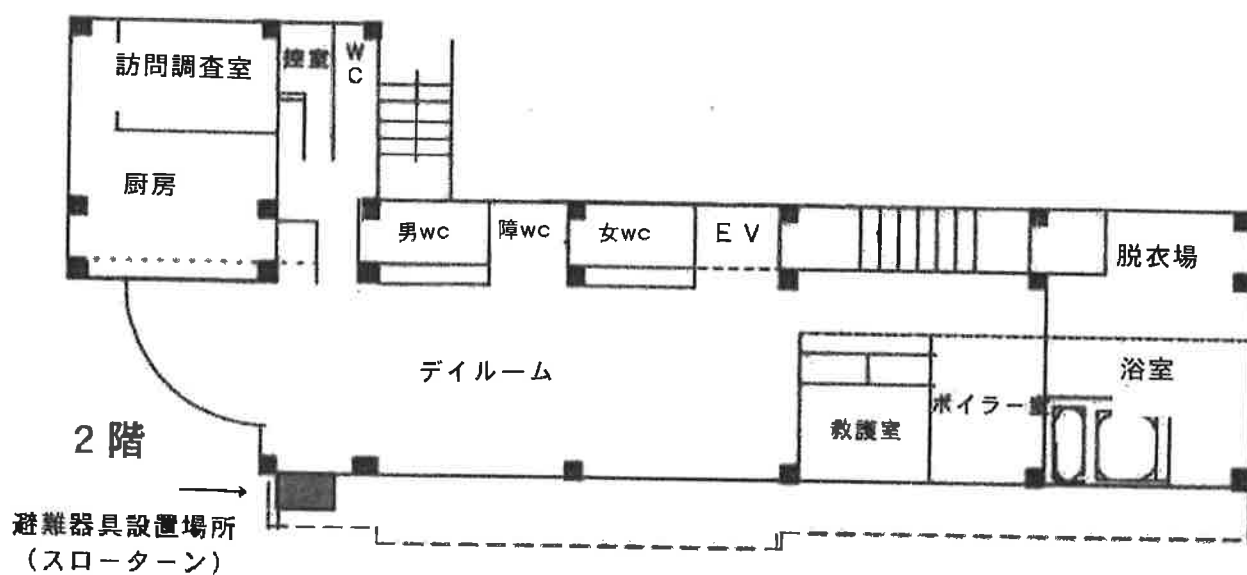 訪問調査室
控室
WC
厨房
男wc
障wc
女wc
EV
脱衣場
デイルーム
浴室
ボイラー室
救護室
2階
避難器具設置場所
(スローターン)